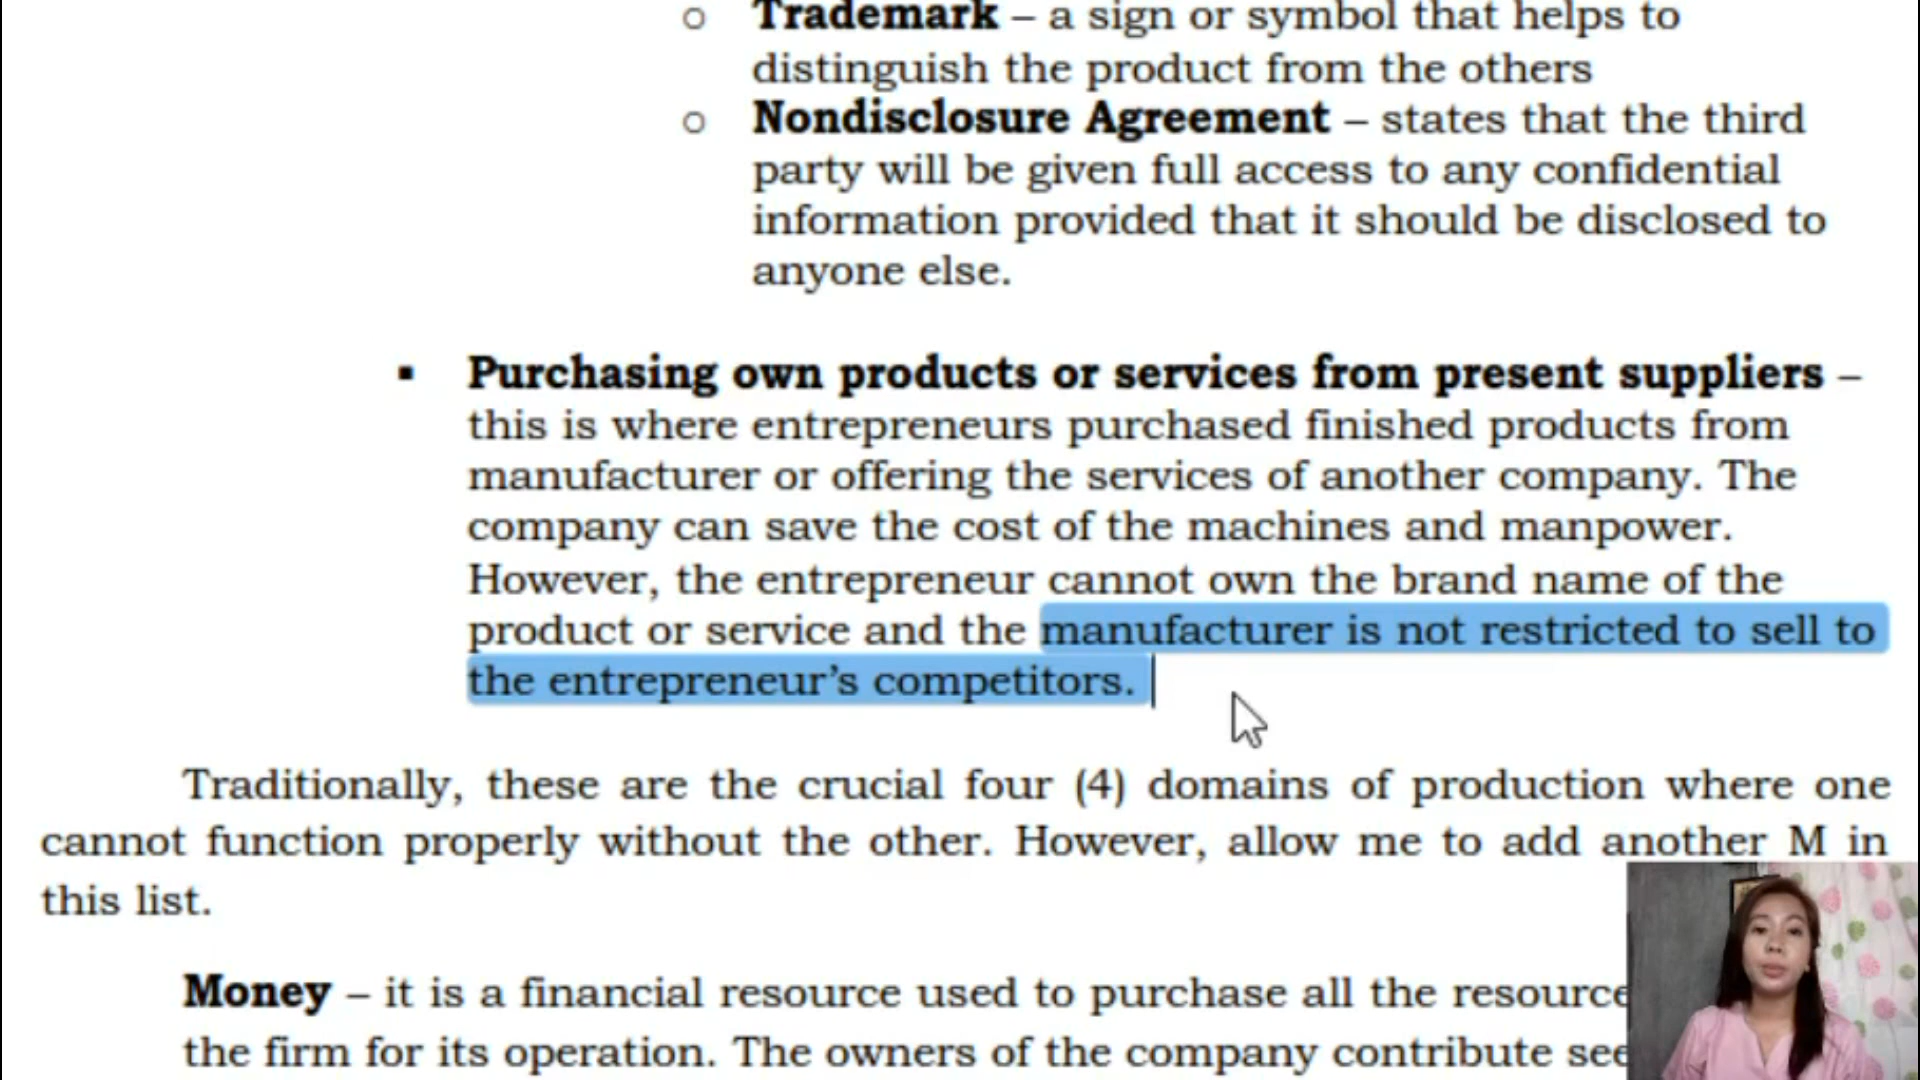 o Trademark – a sign or symbol that helps to
distinguish the product from the others
o Nondisclosure Agreement – states that the third
party will be given full access to any confidential
information provided that it should be disclosed to
anyone else.
▪ Purchasing own products or services from present suppliers –
this is where entrepreneurs purchased finished products from
manufacturer or offering the services of another company. The
company can save the cost of the machines and manpower.
However, the entrepreneur cannot own the brand name of the
product or service and the manufacturer is not restricted to sell to
the entrepreneur’s competitors.
Traditionally, these are the crucial four (4) domains of production where one
cannot function properly without the other. However, allow me to add another M in
this list.
Money – it is a financial resource used to purchase all the resource
the firm for its operation. The owners of the company contribute see